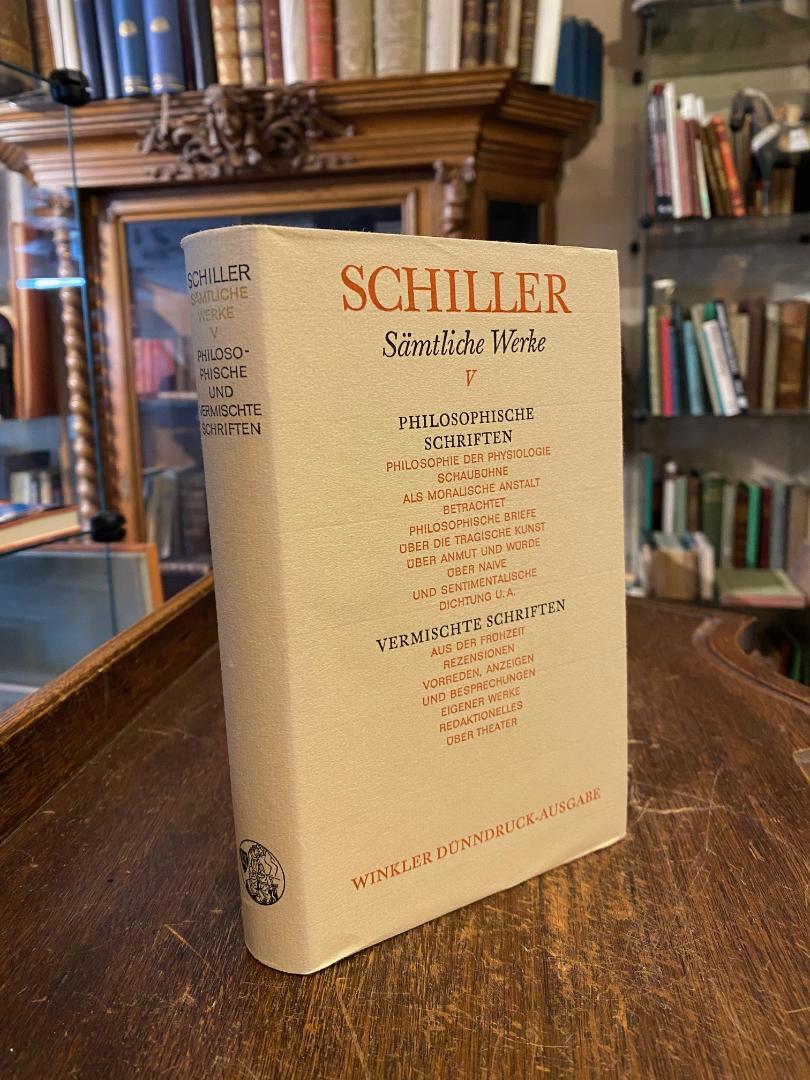 SCHILLER
SÄMTLICHE
WERKE
V
PHILOSO-
PHISCHE
UND
VERMISCHTE
SCHRIFTEN
SCHILLER
Sämtliche Werke
V
PHILOSOPHISCHE
SCHRIFTEN
PHILOSOPHIE DER PHYSIOLOGIE
SCHAUBÜHNE
ALS MORALISCHE ANSTALT
BETRACHTET
PHILOSOPHISCHE BRIEFE
ÜBER DIE TRAGISCHE KUNST
ÜBER ANMUT UND WÜRDE
ÜBER NAIVE
UND SENTIMENTALISCHE
DICHTUNG U. A.
VERMISCHTE SCHRIFTEN
AUS DER FRÜHZEIT
REZENSIONEN
VORREDEN, ANZEIGEN
UND BESPRECHUNGEN
EIGENER WERKE
REDAKTIONELLES
ÜBER THEATER
WINKLER DÜNNDRUCK-AUSGABE